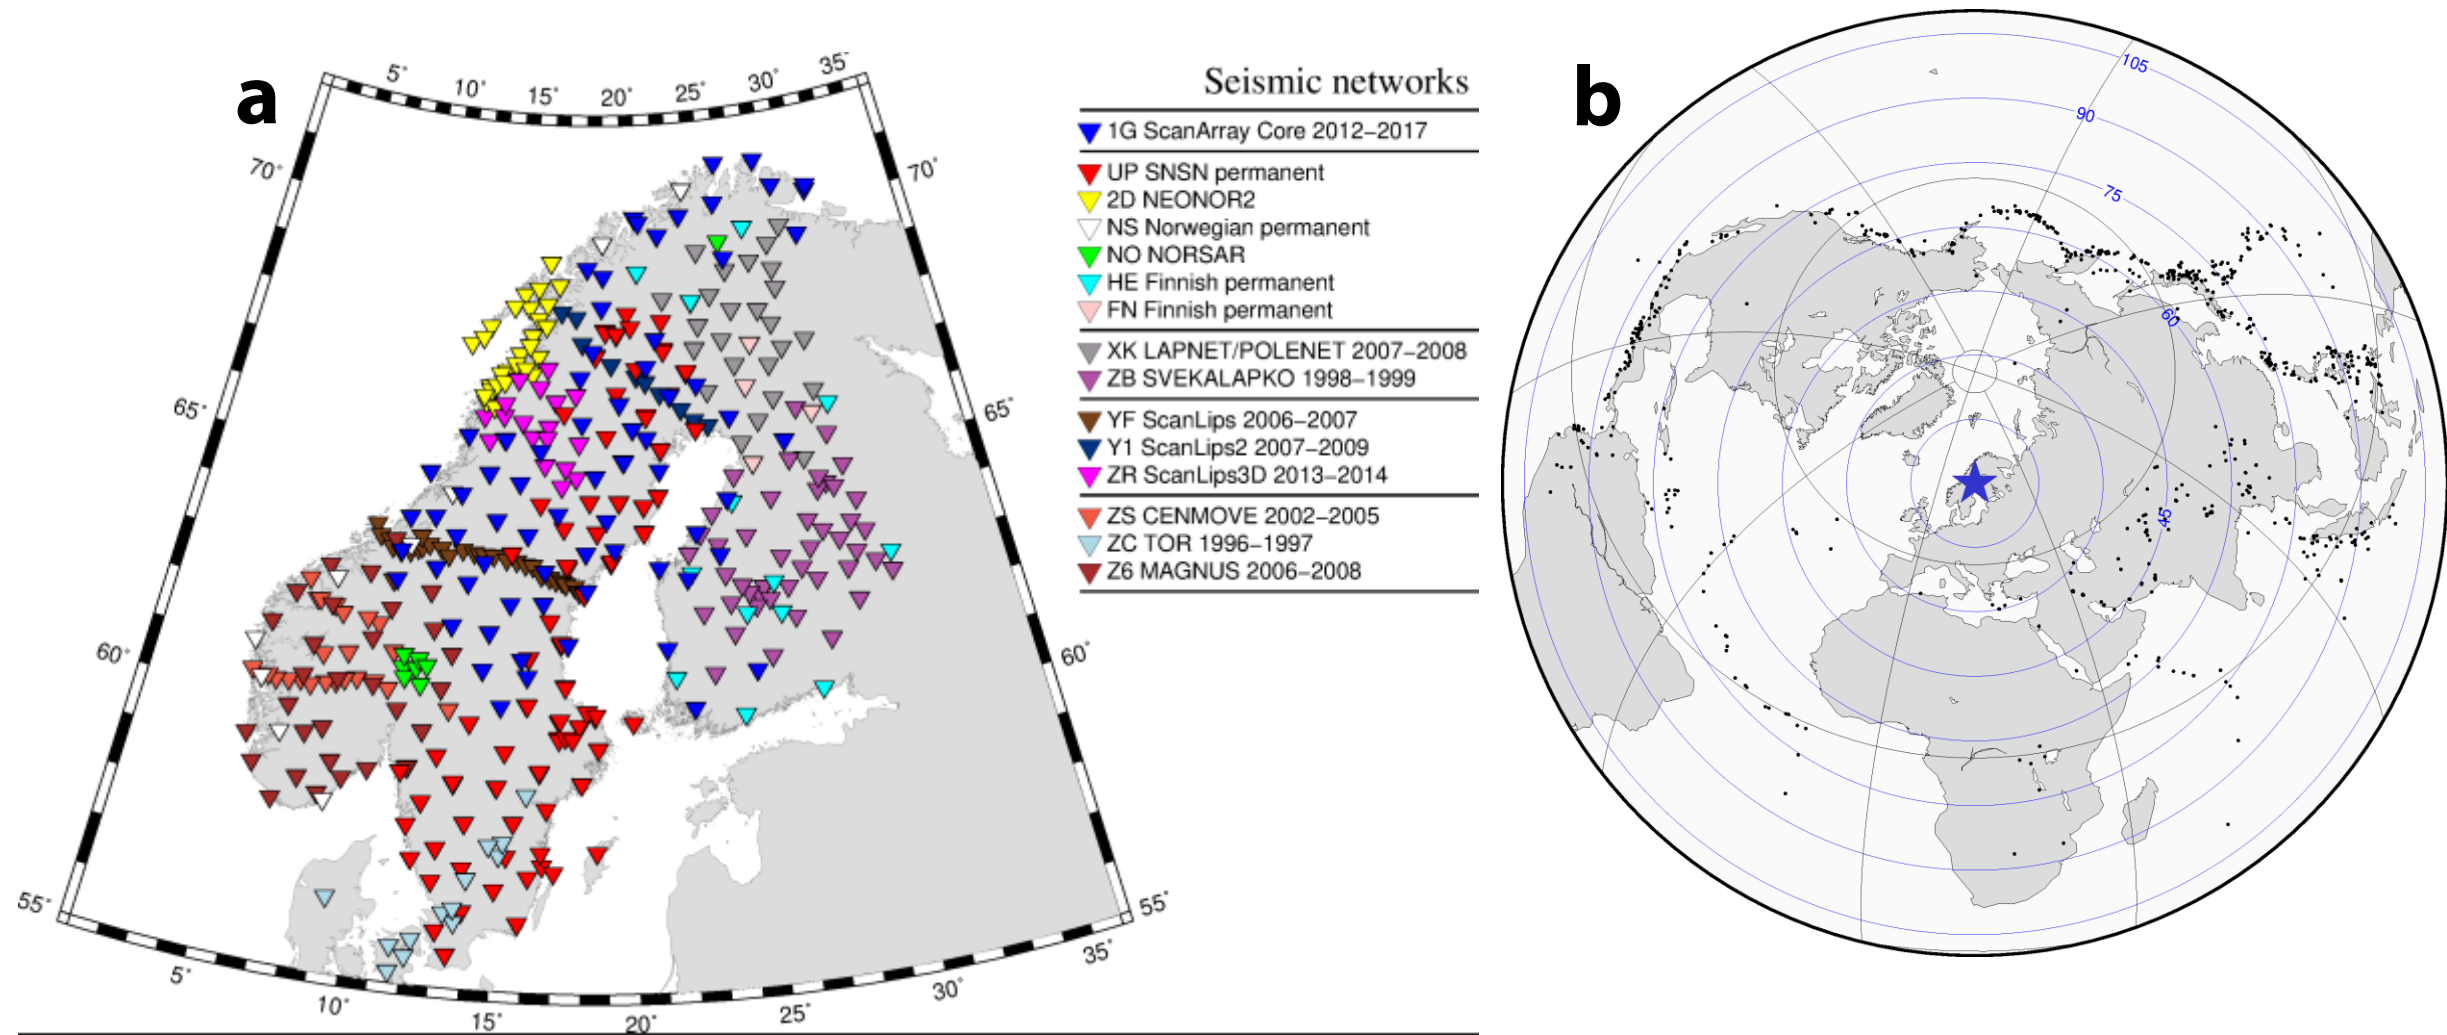 a
5°
10°
15°
20°
25°
30°
35°
70°
70°
65°
65°
60°
60°
55°
55°
5°
10°
15°
20°
25°
30°
35°
Seismic networks
1G ScanArray Core 2012–2017
UP SNSN permanent
2D NEONOR2
NS Norwegian permanent
NO NORSAR
HE Finnish permanent
FN Finnish permanent
XK LAPNET/POLENET 2007–2008
ZB SVEKALAPKO 1998–1999
YF ScanLips 2006–2007
Y1 ScanLips2 2007–2009
ZR ScanLips3D 2013–2014
ZS CENMOVE 2002–2005
ZC TOR 1996–1997
Z6 MAGNUS 2006–2008
b
105
90
75
60
45